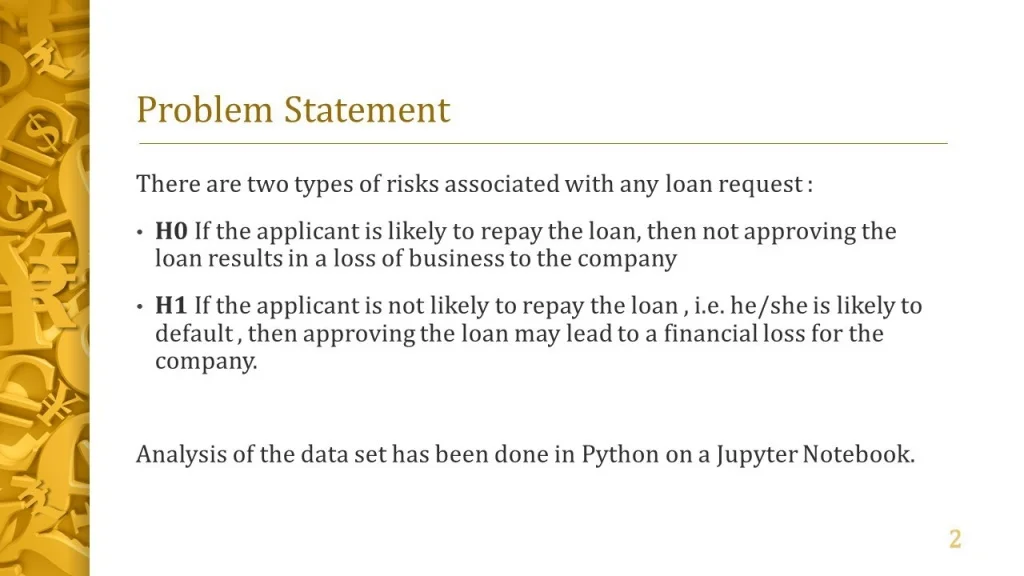 Problem Statement
There are two types of risks associated with any loan request :
• H0 If the applicant is likely to repay the loan, then not approving the
loan results in a loss of business to the company
• H1 If the applicant is not likely to repay the loan , i.e. he/she is likely to
default , then approving the loan may lead to a financial loss for the
company.
Analysis of the data set has been done in Python on a Jupyter Notebook.
2